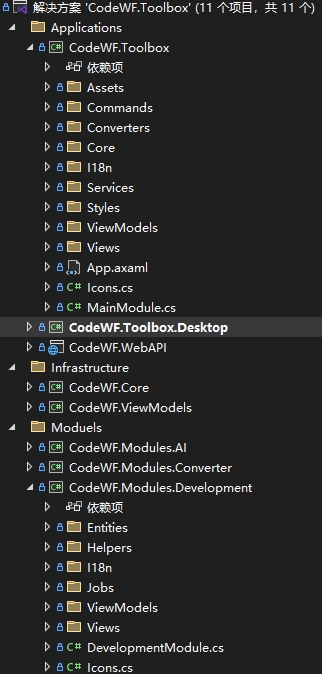 解决方案 'CodeWF.Toolbox' (11 个项目，共 11 个)
Applications
CodeWF.Toolbox
依赖项
Assets
Commands
Converters
Core
I18n
Services
Styles
ViewModels
Views
App.axaml
Icons.cs
MainModule.cs
CodeWF.Toolbox.Desktop
CodeWF.WebAPI
Infrastructure
CodeWF.Core
CodeWF.ViewModels
Moduels
CodeWF.Modules.AI
CodeWF.Modules.Converter
CodeWF.Modules.Development
依赖项
Entities
Helpers
I18n
Jobs
ViewModels
Views
DevelopmentModule.cs
Icons.cs